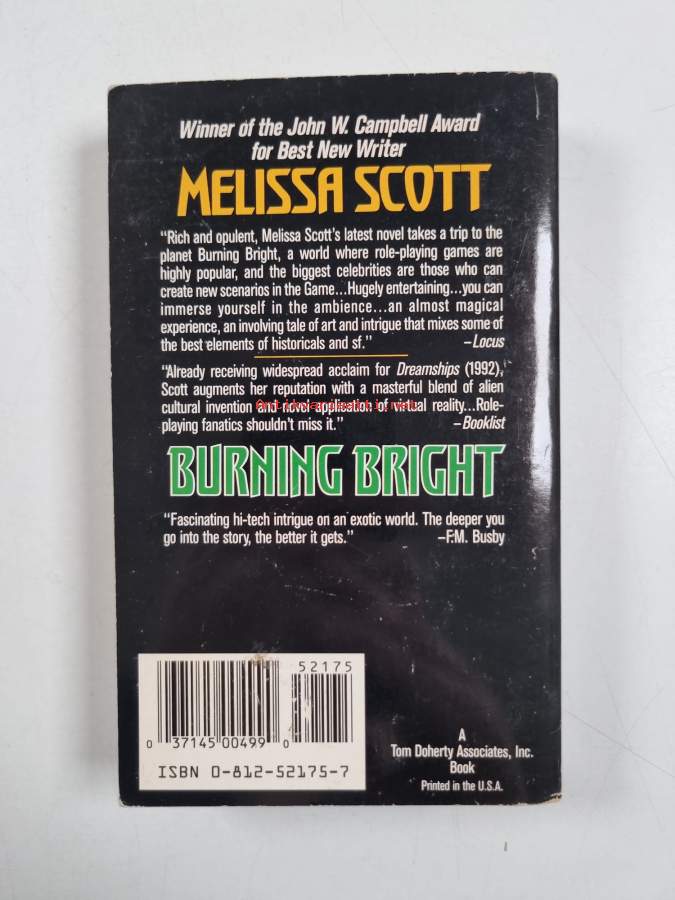 Winner of the John W. Campbell Award
for Best New Writer
MELISSA SCOTT
"Rich and opulent, Melissa Scott's latest novel takes a trip to the
planet Burning Bright, a world where role-playing games are
highly popular, and the biggest celebrities are those who can
create new scenarios in the Game...Hugely entertaining...you can
immerse yourself in the ambience...an almost magical
experience, an involving tale of art and intrigue that mixes some of
the best elements of historicals and sf." –Locus
"Already receiving widespread acclaim for Dreamships (1992),
Scott augments her reputation with a masterful blend of alien
cultural invention and novel application of virtual reality...Role-
playing fanatics shouldn't miss it." –Booklist
BURNING BRIGHT
"Fascinating hi-tech intrigue on an exotic world. The deeper you
go into the story, the better it gets." –F.M. Busby
52175
0 37145 00499 0
ISBN 0-812-52175-7
A
Tom Doherty Associates, Inc.
Book
Printed in the U.S.A.